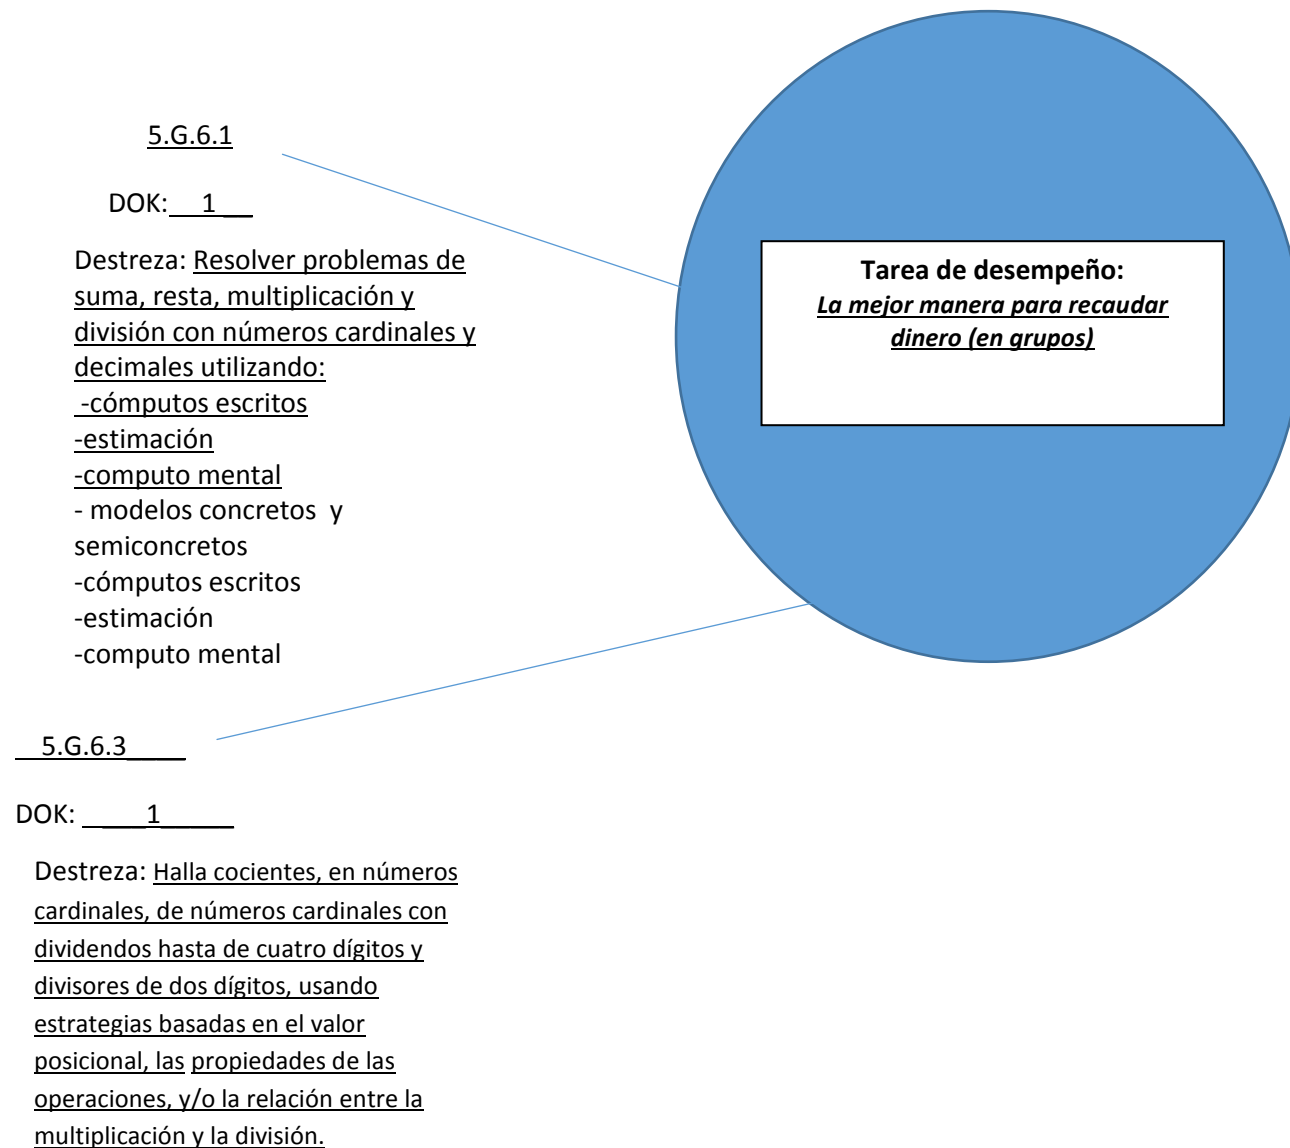 5.G.6.1
DOK:__1__
Destreza: Resolver problemas de
suma, resta, multiplicación y
división con números cardinales y
decimales utilizando:
-cómputos escritos
-estimación
-computo mental
- modelos concretos y
semiconcretos
-cómputos escritos
-estimación
-computo mental
Tarea de desempeño:
La mejor manera para recaudar
dinero (en grupos)
__5.G.6.3____
DOK: ____1_____
Destreza: Halla cocientes, en números
cardinales, de números cardinales con
dividendos hasta de cuatro dígitos y
divisores de dos dígitos, usando
estrategias basadas en el valor
posicional, las propiedades de las
operaciones, y/o la relación entre la
multiplicación y la división.